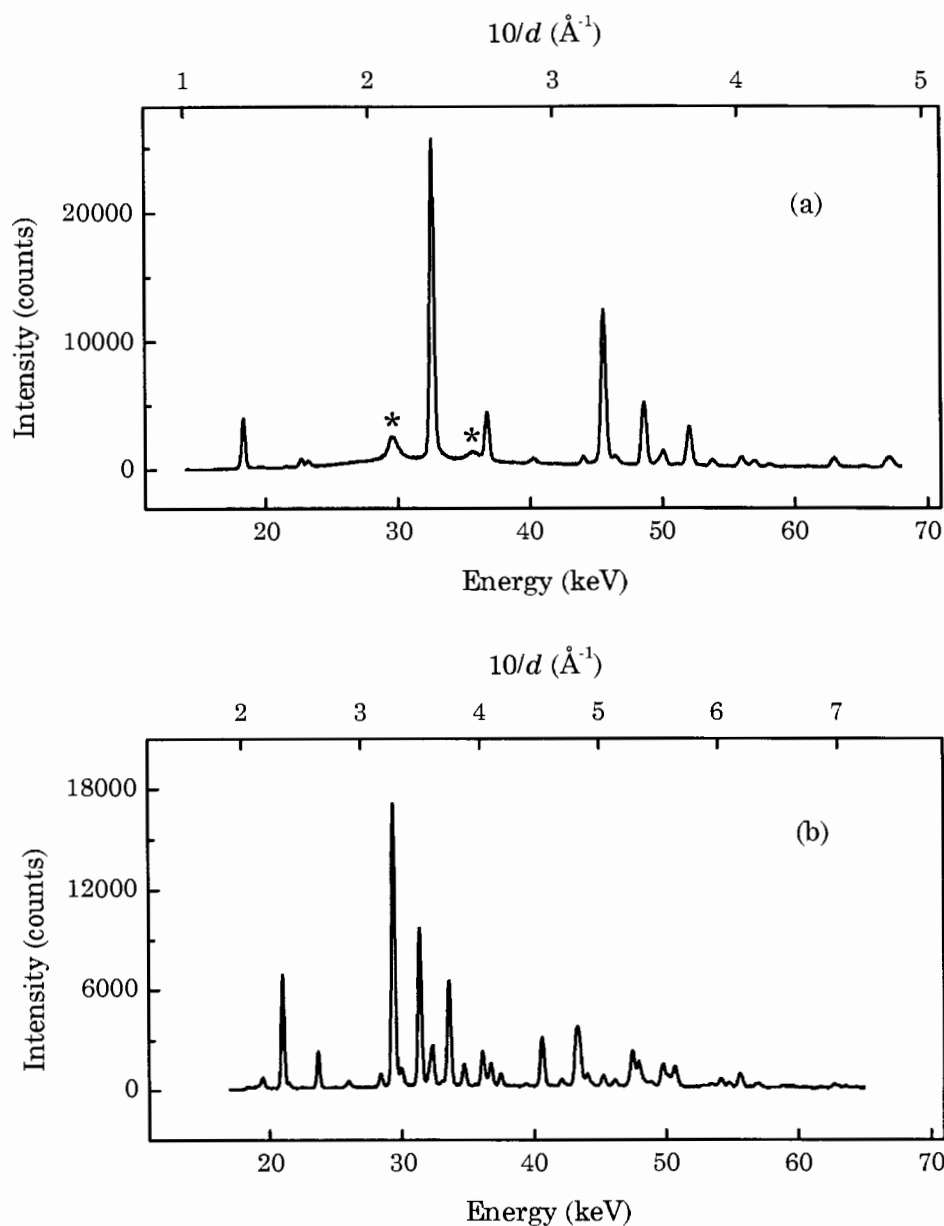 10/d (Å⁻¹)
1 2 3 4 5
(a)
*
*
20000
10000
0
Intensity (counts)
20 30 40 50 60 70
Energy (keV)
10/d (Å⁻¹)
2 3 4 5 6 7
(b)
18000
12000
6000
0
Intensity (counts)
20 30 40 50 60 70
Energy (keV)